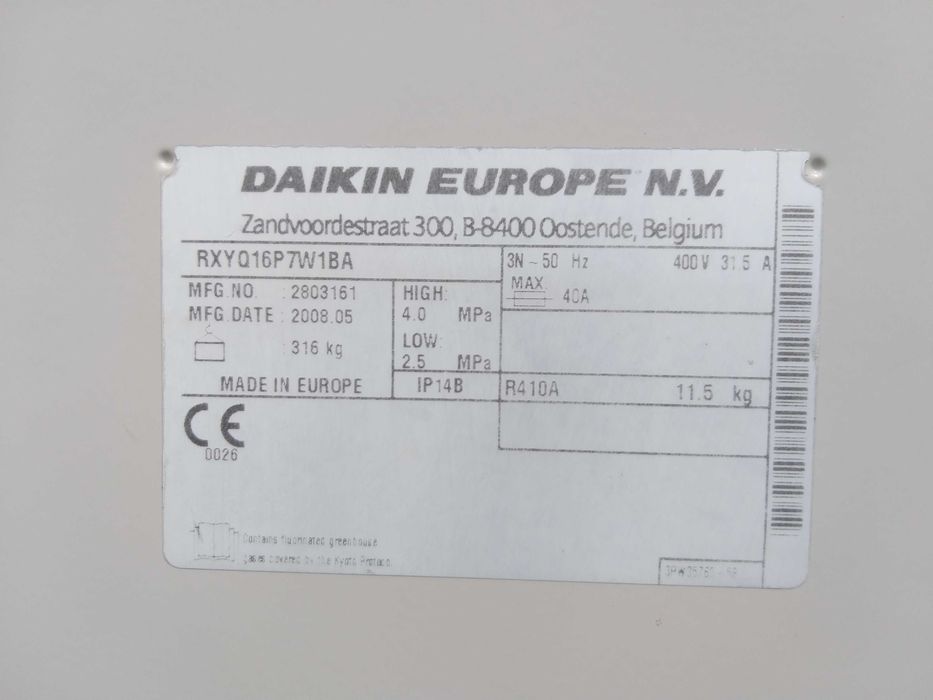 DAIKIN EUROPE N.V.
Zandvoordestraat 300, B-8400 Oostende, Belgium
RXYQ16P7W1BA
3N ~ 50 Hz 400V 31.5 A
MFG.NO. : 2803161
MAX.
40A
MFG.DATE : 2008.05
: 316 kg
HIGH:
4.0 MPa
LOW:
2.5 MPa
MADE IN EUROPE
IP14B
R410A 11.5 kg
CE
0026
Contains fluorinated greenhouse
gases covered by the Kyoto Protocol.